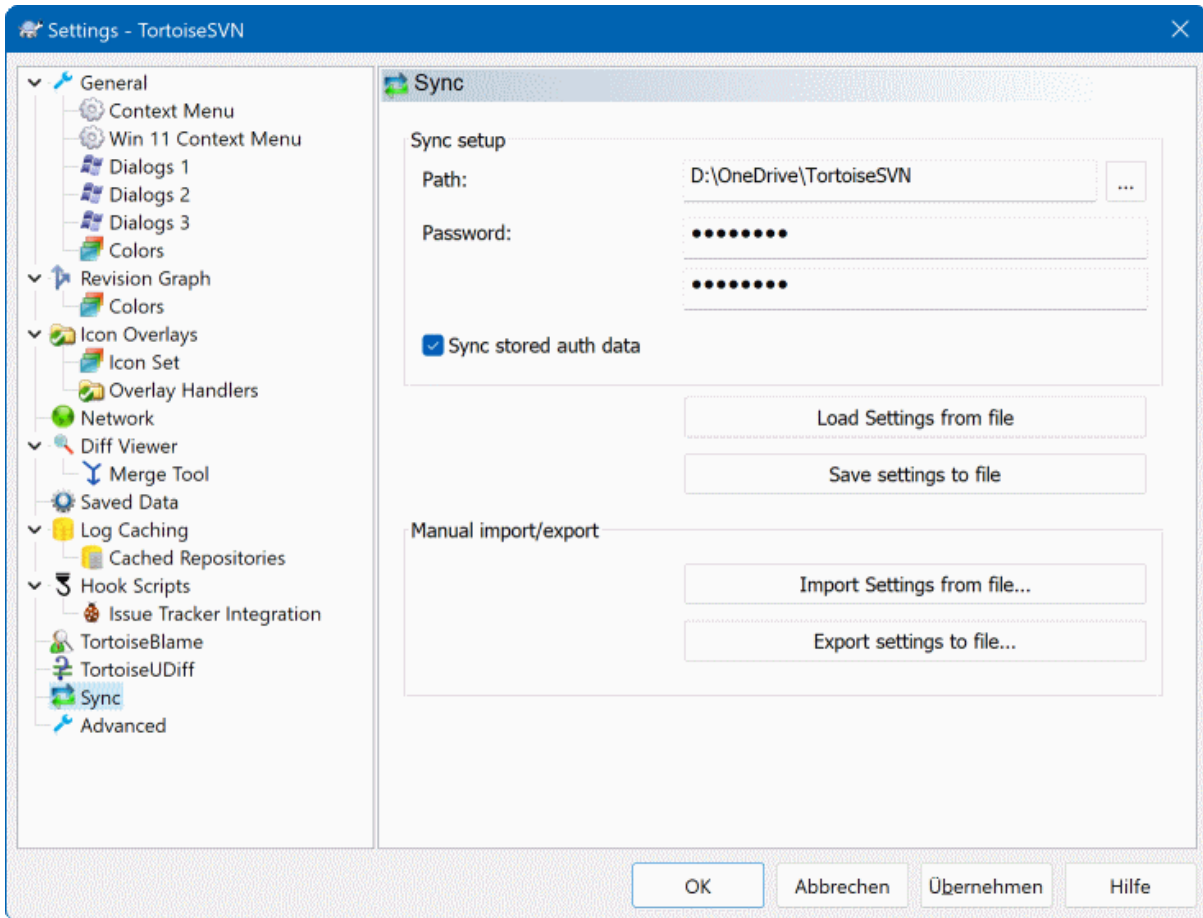 Settings - TortoiseSVN
General
Context Menu
Win 11 Context Menu
Dialogs 1
Dialogs 2
Dialogs 3
Colors
Revision Graph
Colors
Icon Overlays
Icon Set
Overlay Handlers
Network
Diff Viewer
Merge Tool
Saved Data
Log Caching
Cached Repositories
Hook Scripts
Issue Tracker Integration
TortoiseBlame
TortoiseUDiff
Sync
Advanced
Sync
Sync setup
Path: D:\OneDrive\TortoiseSVN ...
Password: ●●●●●●●●
●●●●●●●●
Sync stored auth data
Load Settings from file
Save settings to file
Manual import/export
Import Settings from file...
Export settings to file...
OK Abbrechen Übernehmen Hilfe